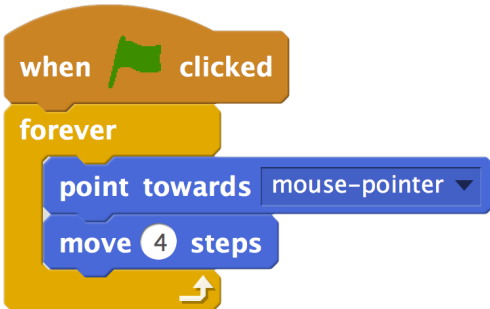 when clicked
forever
point towards mouse-pointer
move 4 steps